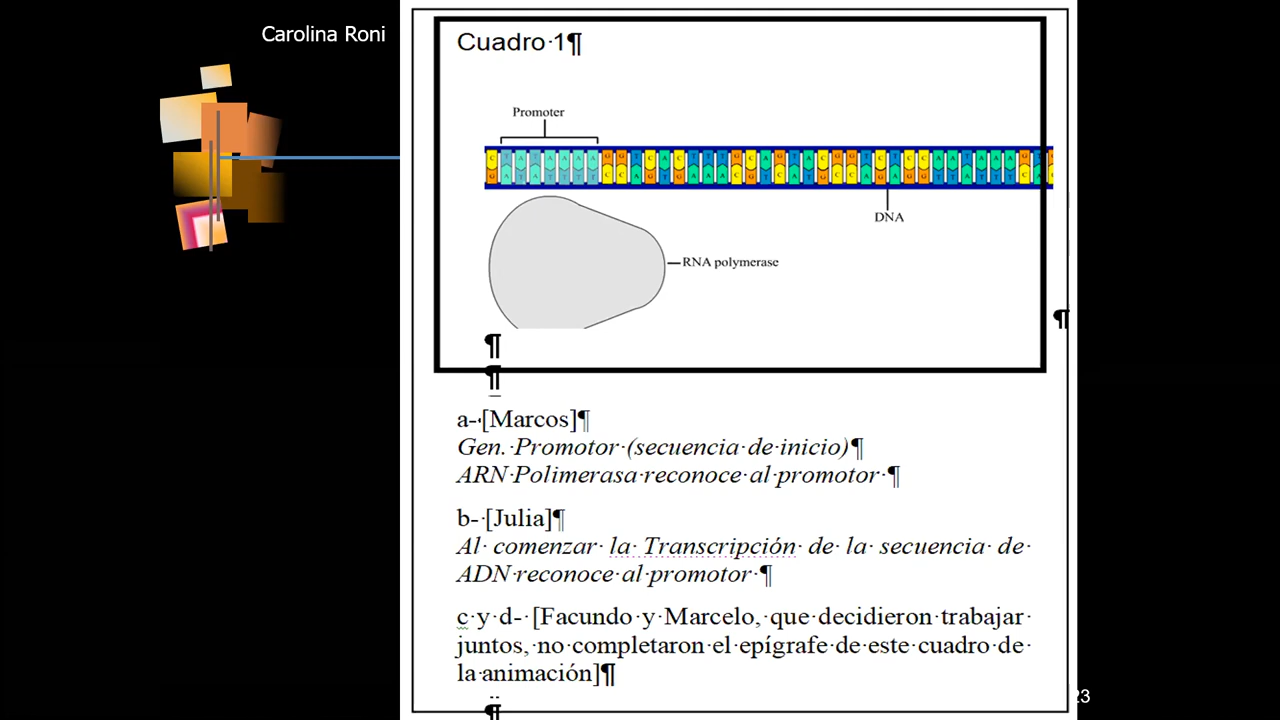 Carolina Roni
Cuadro·1¶
Promoter
C T A T A A A A G G T C A C T T T G C A G T A C G G T C T C C A A T A A A G
G A T A T T T T C C A G T G A A A C G T C A T G C C A G A G G T T A T T T C
DNA
RNA polymerase
¶
¶
¶
a-·[Marcos]¶
Gen.·Promotor·(secuencia·de·inicio)¶
ARN·Polimerasa·reconoce·al·promotor·¶
b-·[Julia]¶
Al· comenzar· la· Transcripción· de· la· secuencia· de·
ADN·reconoce·al·promotor·¶
c·y·d-·[Facundo·y·Marcelo,·que·decidieron·trabajar·
juntos,·no·completaron·el·epígrafe·de·este·cuadro·de·
la·animación]¶
23
¶